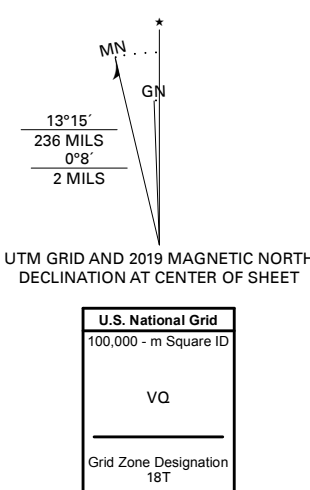 ★
MN
GN
13°15´
236 MILS
0°8´
2 MILS
UTM GRID AND 2019 MAGNETIC NORTH
DECLINATION AT CENTER OF SHEET
U.S. National Grid
100,000 - m Square ID
VQ
Grid Zone Designation
18T